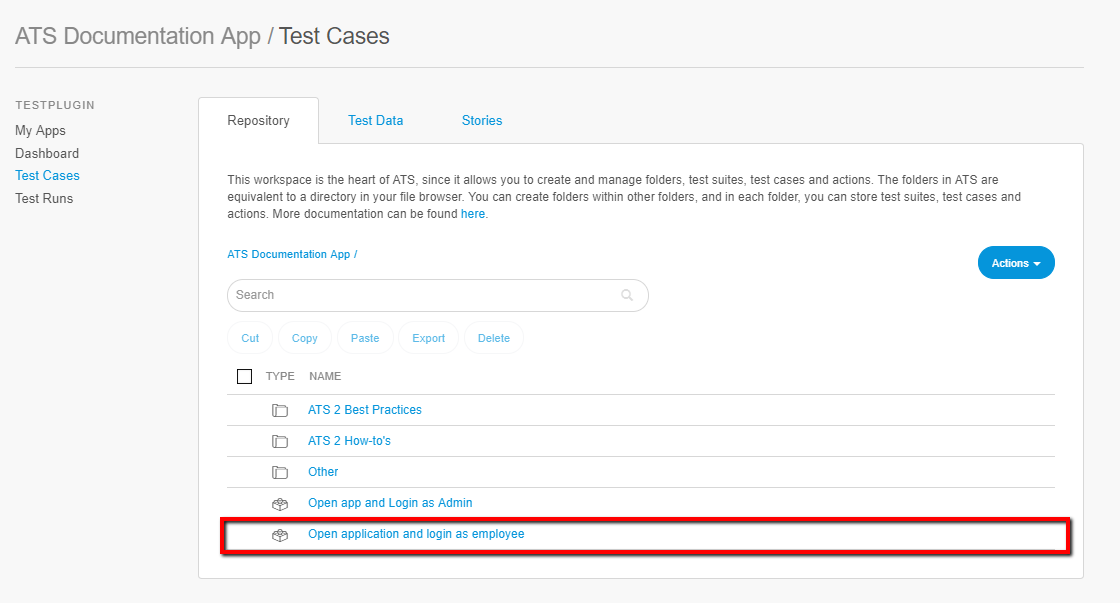 ATS Documentation App / Test Cases
TESTPLUGIN
My Apps
Dashboard
Test Cases
Test Runs
Repository
Test Data
Stories
This workspace is the heart of ATS, since it allows you to create and manage folders, test suites, test cases and actions. The folders in ATS are
equivalent to a directory in your file browser. You can create folders within other folders, and in each folder, you can store test suites, test cases and
actions. More documentation can be found here.
ATS Documentation App /
Actions
Search
Cut
Copy
Paste
Export
Delete
TYPE NAME
ATS 2 Best Practices
ATS 2 How-to's
Other
Open app and Login as Admin
Open application and login as employee